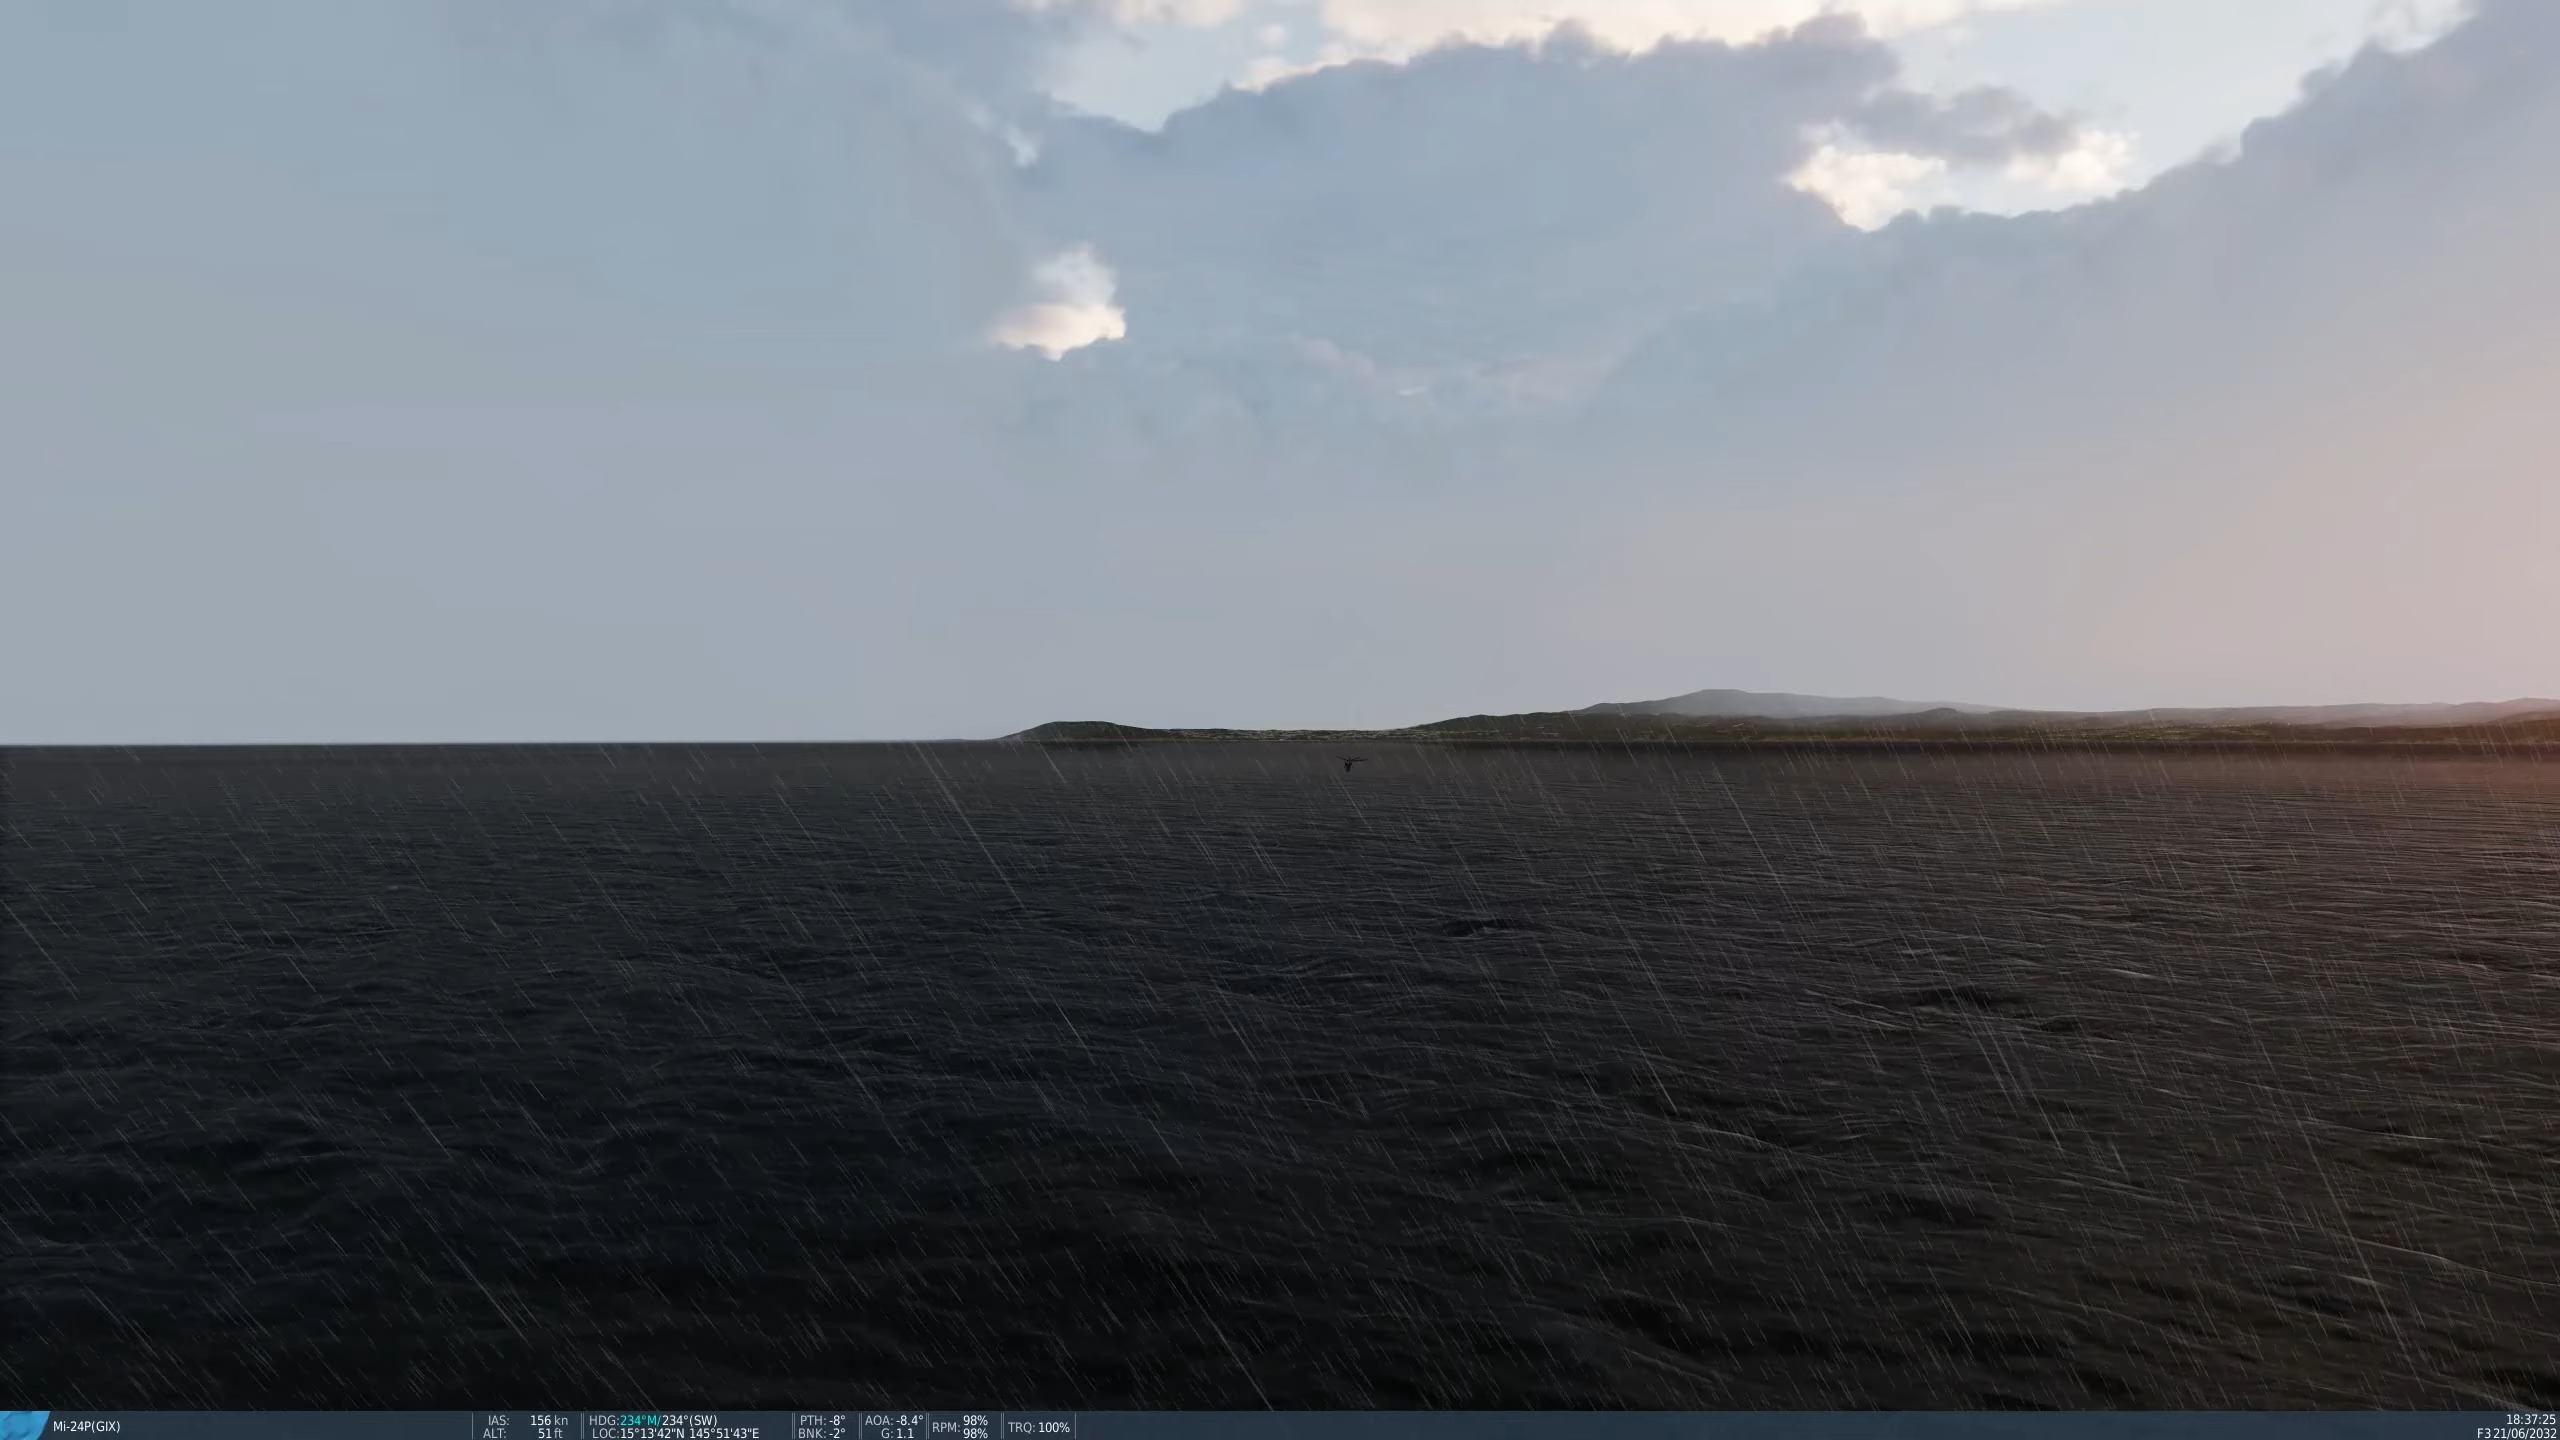 Mi-24P(GIX)
IAS: 156 kn
ALT: 51 ft
HDG:234°M/234°(SW)
LOC:15°13'42"N 145°51'43"E
PTH: -8°
BNK: -2°
AOA: -8.4°
G: 1.1
RPM: 98%
98%
TRQ: 100%
18:37:25
F3 21/06/2032